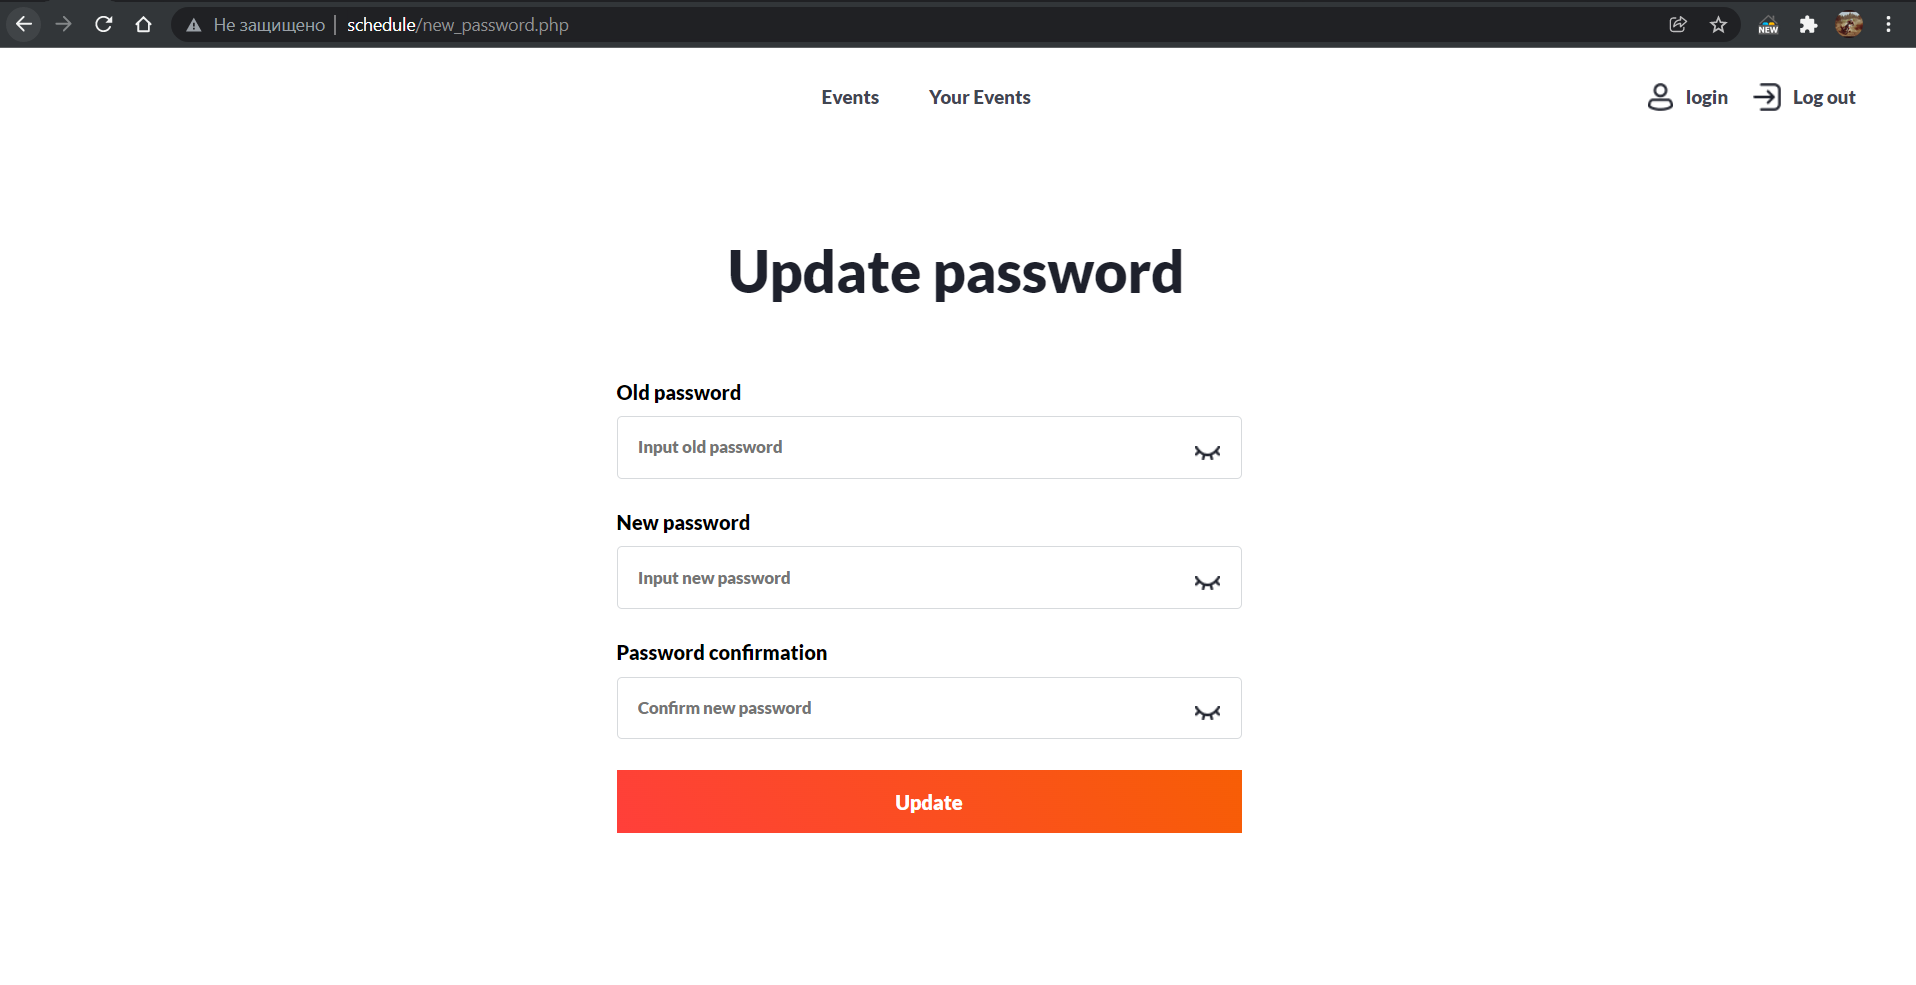 Не защищено | schedule/new_password.php
NEW
Events Your Events login Log out
Update password
Old password
Input old password
New password
Input new password
Password confirmation
Confirm new password
Update